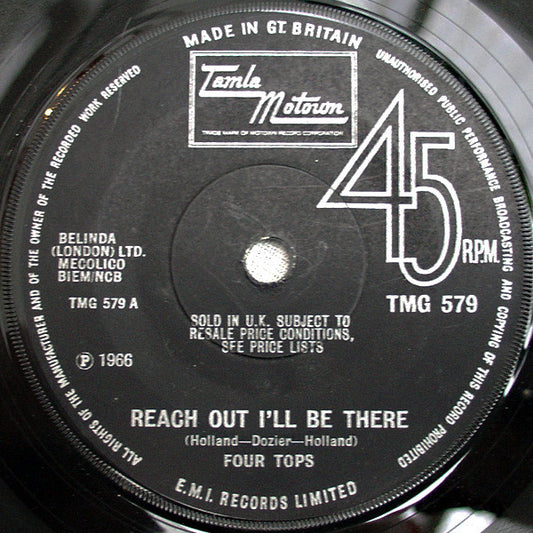 MADE IN GT. BRITAIN
UNAUTHORISED PUBLIC PERFORMANCE BROADCASTING AND COPYING OF THIS RECORD PROHIBITED
ALL RIGHTS OF THE MANUFACTURER AND OF THE OWNER OF THE RECORDED WORK RESERVED
Tamla
Motown
TRADE MARK OF MOTOWN RECORD CORPORATION
45 RPM.
BELINDA
(LONDON) LTD.
MECOLICO
BIEM/NCB
TMG 579 A
TMG 579
SOLD IN U.K. SUBJECT TO
RESALE PRICE CONDITIONS,
SEE PRICE LISTS
Ⓟ 1966
REACH OUT I'LL BE THERE
(Holland—Dozier—Holland)
FOUR TOPS
E.M.I. RECORDS LIMITED